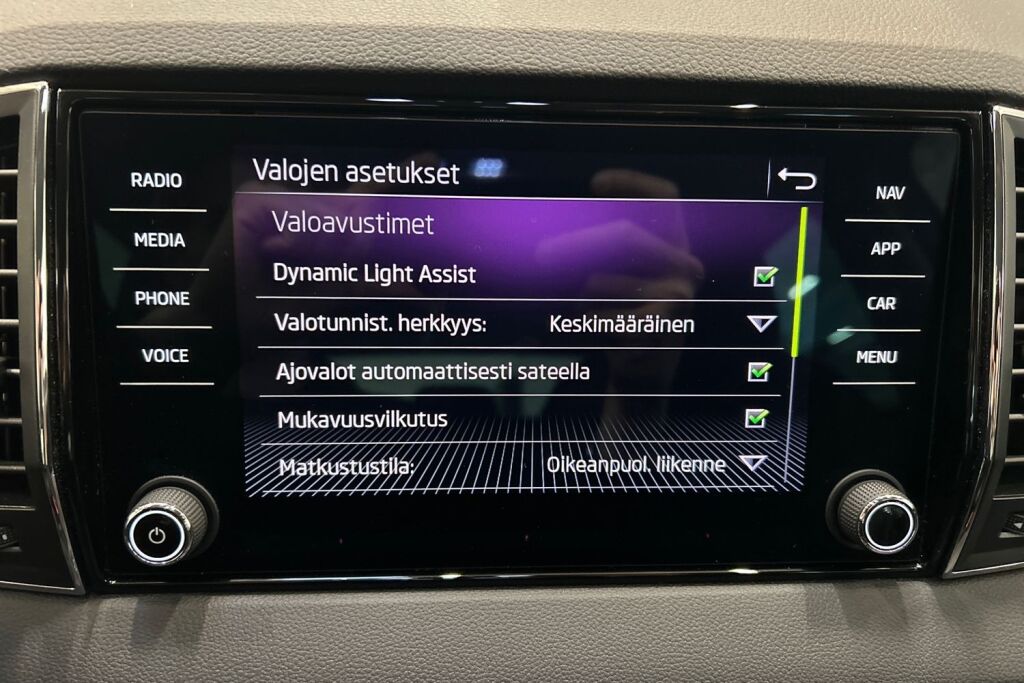 RADIO
MEDIA
PHONE
VOICE
Valojen asetukset
Valoavustimet
Dynamic Light Assist
Valotunnist. herkkyys: Keskimääräinen
Ajovalot automaattisesti sateella
Mukavuusvilkutus
Matkustustila: Oikeanpuol. liikenne
NAV
APP
CAR
MENU